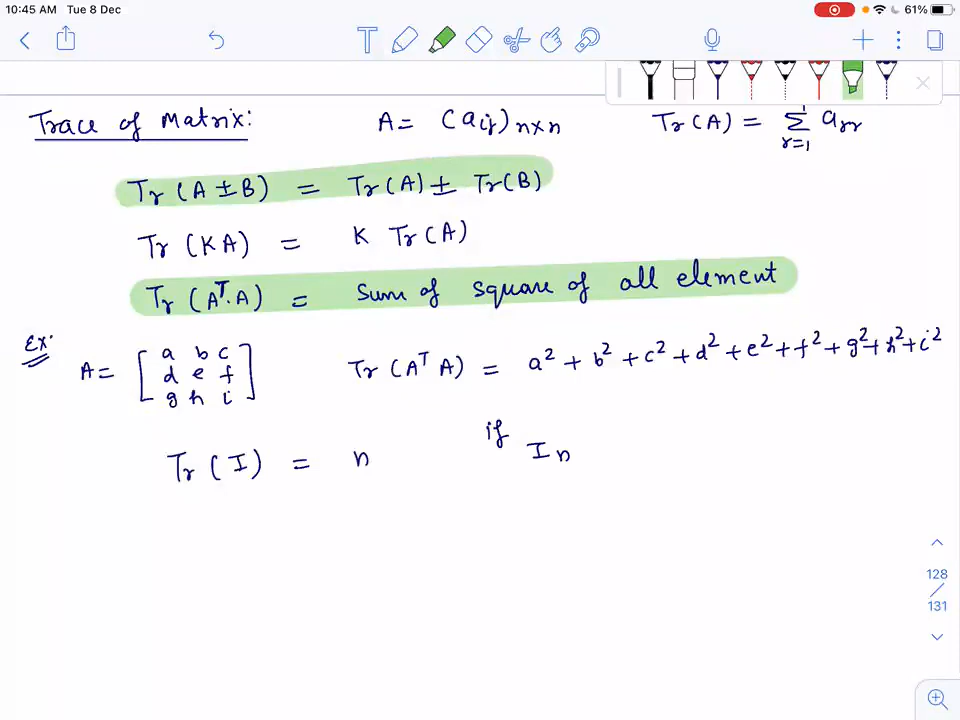 10:45 AM Tue 8 Dec 61%
Trace of Matrix: A = (aij)n×n Tr(A) = Σ r=1 arr
Tr(A ± B) = Tr(A) ± Tr(B)
Tr(KA) = K Tr(A)
Tr(Aᵀ.A) = Sum of square of all element
Ex:
A = [ a b c
d e f
g h i ]
Tr(AᵀA) = a² + b² + c² + d² + e² + f² + g² + h² + i²
Tr(I) = n if In
128
/
131